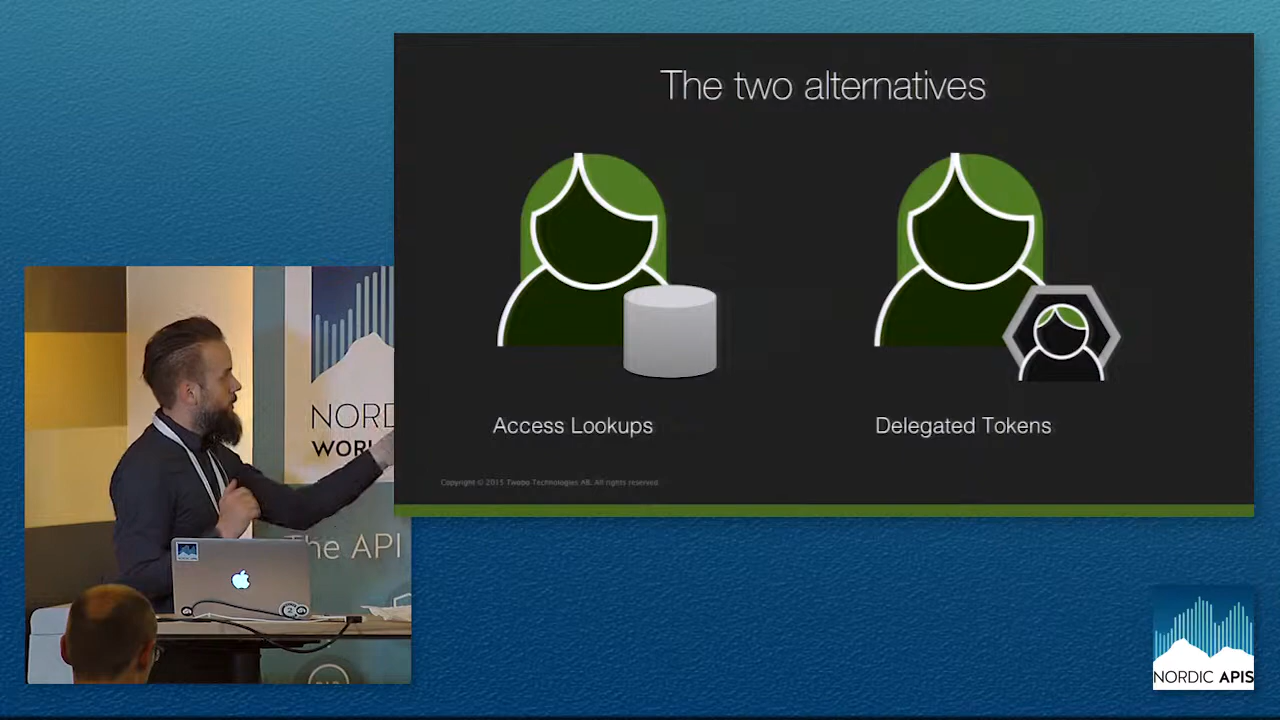 The two alternatives
Access Lookups
Delegated Tokens
Copyright © 2015 Twobo Technologies AB. All rights reserved.
NORD
WORL
The API
NORDIC APIS